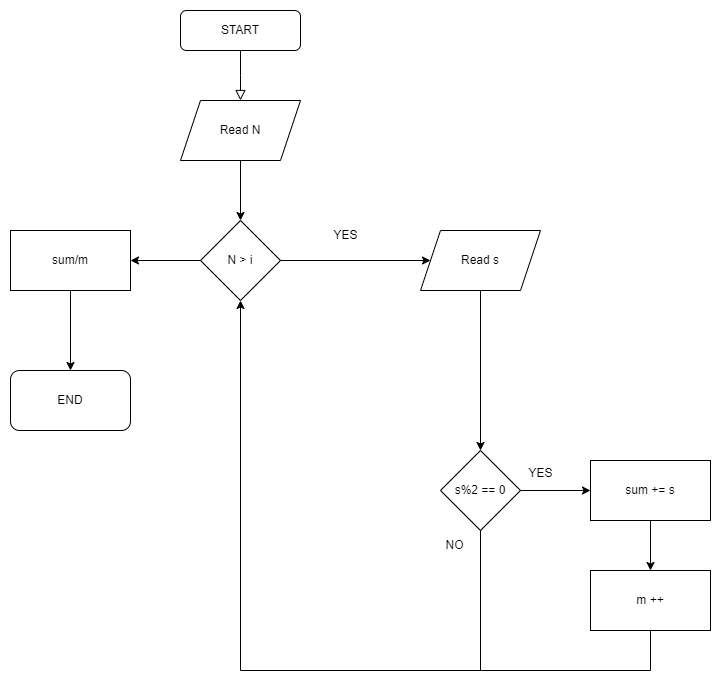 START
Read N
N > i
YES
Read s
sum/m
END
s%2 == 0
YES
sum += s
NO
m ++